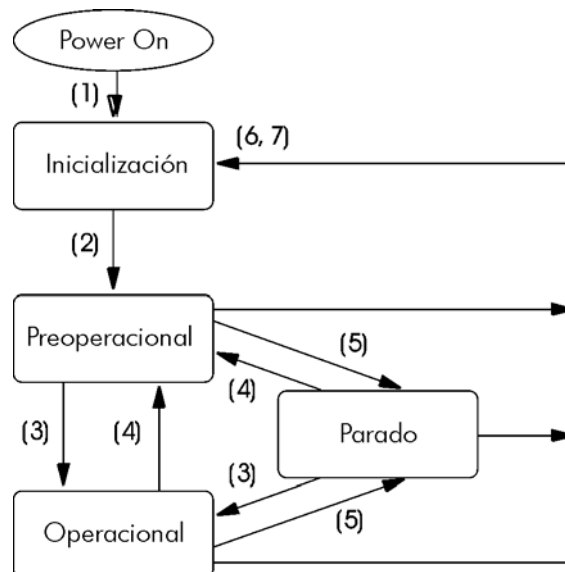 Power On
(1)
Inicialización
(6, 7)
(2)
Preoperacional
(5)
(4)
Parado
(3)
(4)
(3)
(5)
Operacional